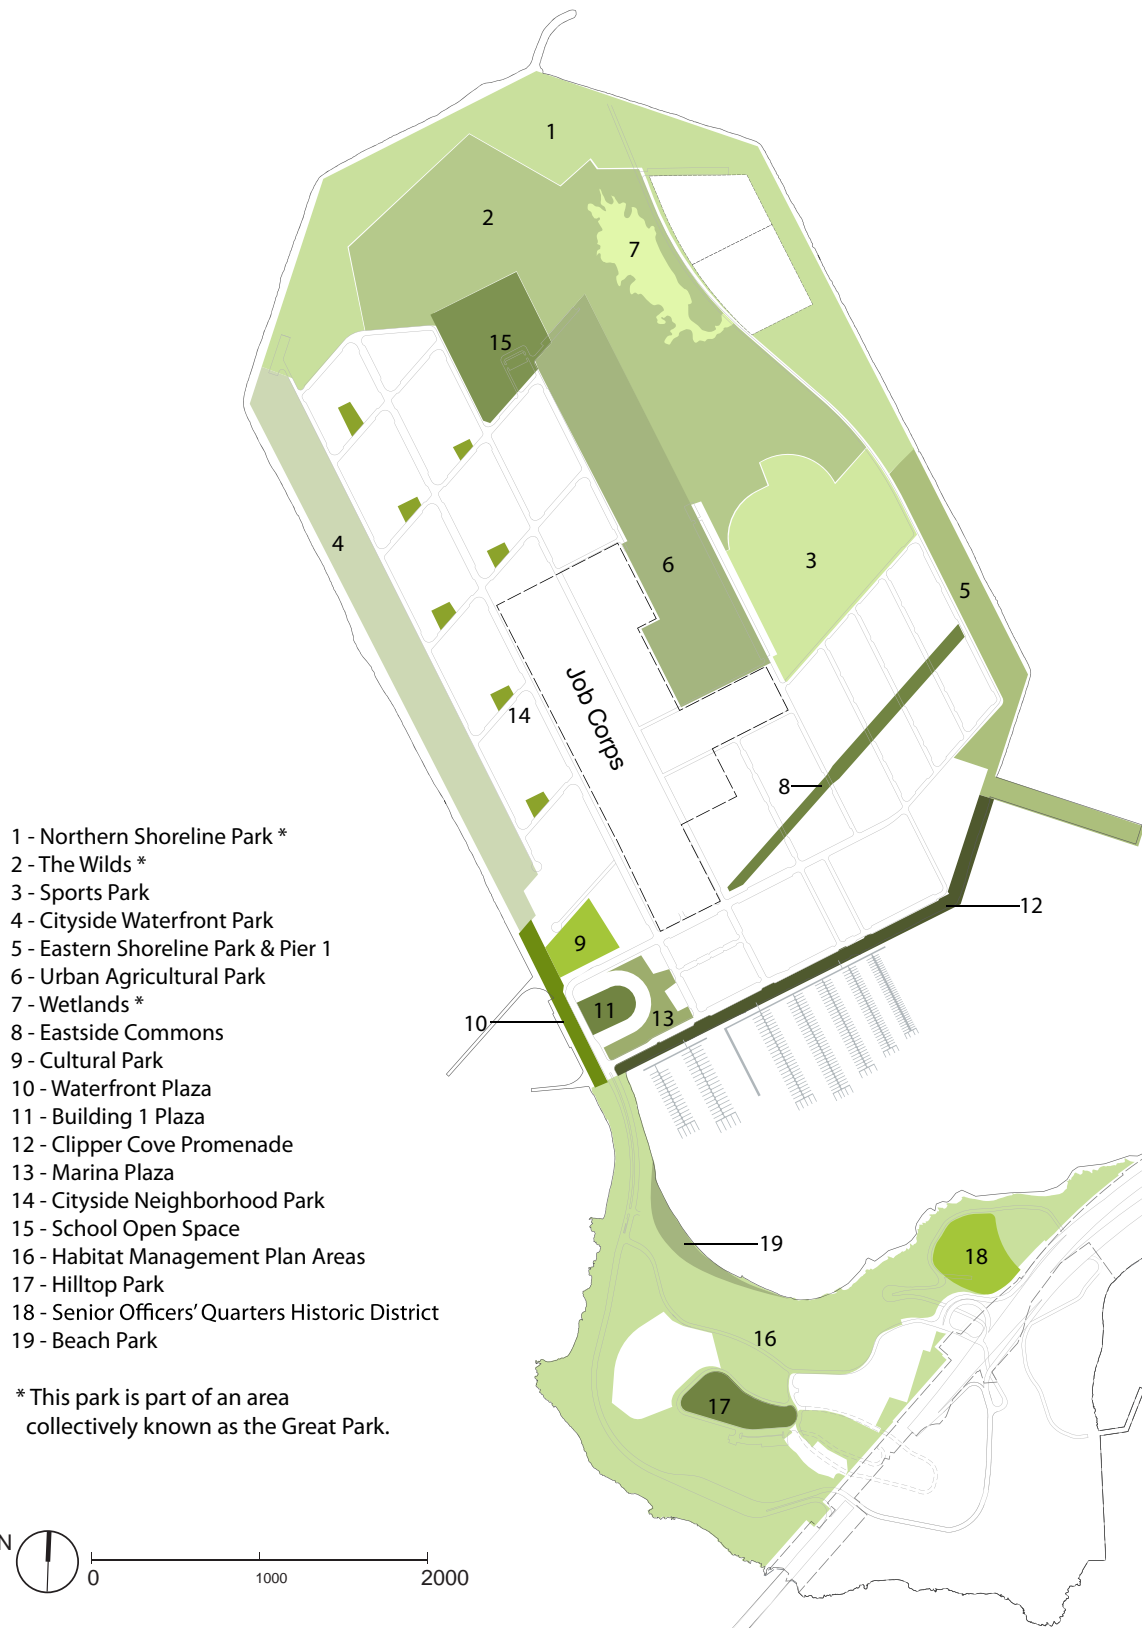 1
2
7
15
4
6
3
5
Job Corps
14
8
12
9
11
13
10
19
18
16
17
1 - Northern Shoreline Park *
2 - The Wilds *
3 - Sports Park
4 - Cityside Waterfront Park
5 - Eastern Shoreline Park & Pier 1
6 - Urban Agricultural Park
7 - Wetlands *
8 - Eastside Commons
9 - Cultural Park
10 - Waterfront Plaza
11 - Building 1 Plaza
12 - Clipper Cove Promenade
13 - Marina Plaza
14 - Cityside Neighborhood Park
15 - School Open Space
16 - Habitat Management Plan Areas
17 - Hilltop Park
18 - Senior Officers' Quarters Historic District
19 - Beach Park
* This park is part of an area
collectively known as the Great Park.
N
0 1000 2000